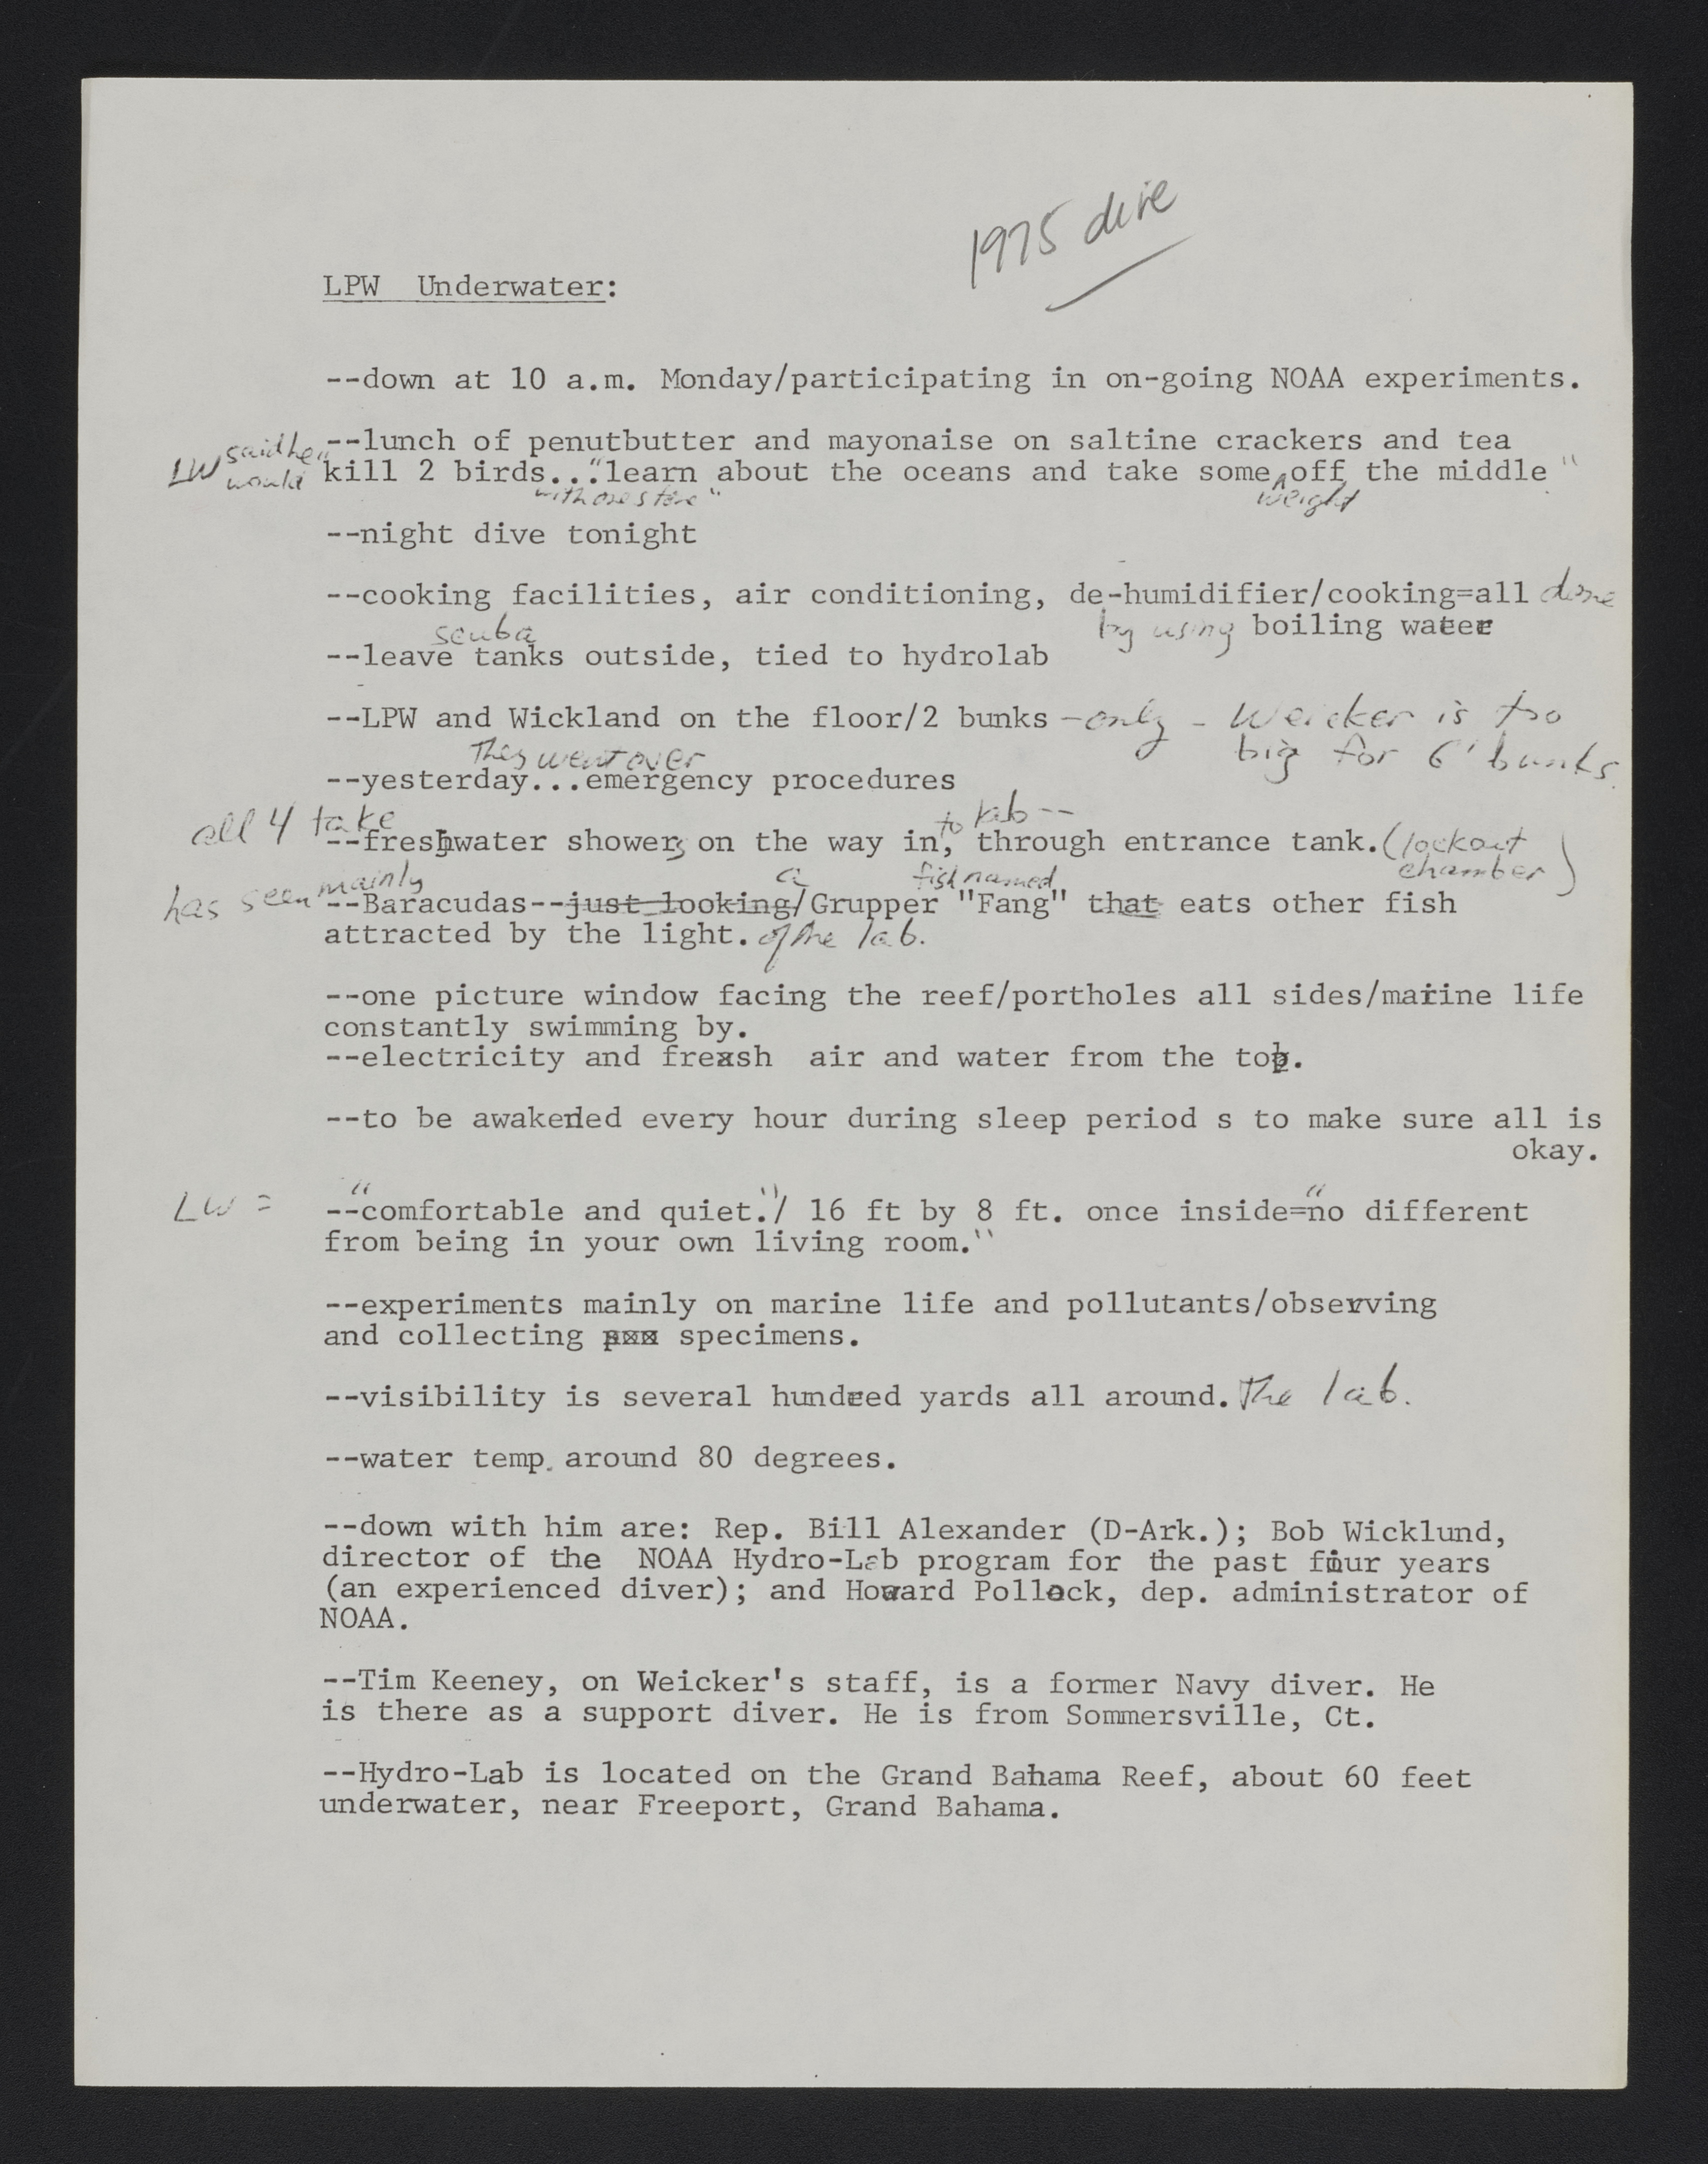 1975 dive
LPW  Underwater:
--down at 10 a.m. Monday/participating in on-going NOAA experiments.
--lunch of penutbutter and mayonaise on saltine crackers and tea
LW said he would "kill 2 birds..."learn about the oceans and take some weight off the middle"
with one stone"
--night dive tonight
--cooking facilities, air conditioning, de-humidifier/cooking=all done
by using boiling water
--leave scuba tanks outside, tied to hydrolab
--LPW and Wickland on the floor/2 bunks -only - Weicker is too
big for 6' bunks.
They went over
--yesterday...emergency procedures
all 4 take
--freshwater showers on the way in, to lab-- through entrance tank. (lockout
chamber)
has seen mainly a fish named
--Baracudas--just looking/Grupper "Fang" that eats other fish
attracted by the light. of the lab.
--one picture window facing the reef/portholes all sides/marine life
constantly swimming by.
--electricity and freash  air and water from the top.
--to be awakened every hour during sleep period s to make sure all is
okay.
LW = --"comfortable and quiet."/ 16 ft by 8 ft. once inside="no different
from being in your own living room."
--experiments mainly on marine life and pollutants/observing
and collecting xxx specimens.
--visibility is several hundred yards all around. The lab.
--water temp. around 80 degrees.
--down with him are: Rep. Bill Alexander (D-Ark.); Bob Wicklund,
director of the  NOAA Hydro-Lab program for the past four years
(an experienced diver); and Howard Pollock, dep. administrator of
NOAA.
--Tim Keeney, on Weicker's staff, is a former Navy diver. He
is there as a support diver. He is from Sommersville, Ct.
--Hydro-Lab is located on the Grand Bahama Reef, about 60 feet
underwater, near Freeport, Grand Bahama.